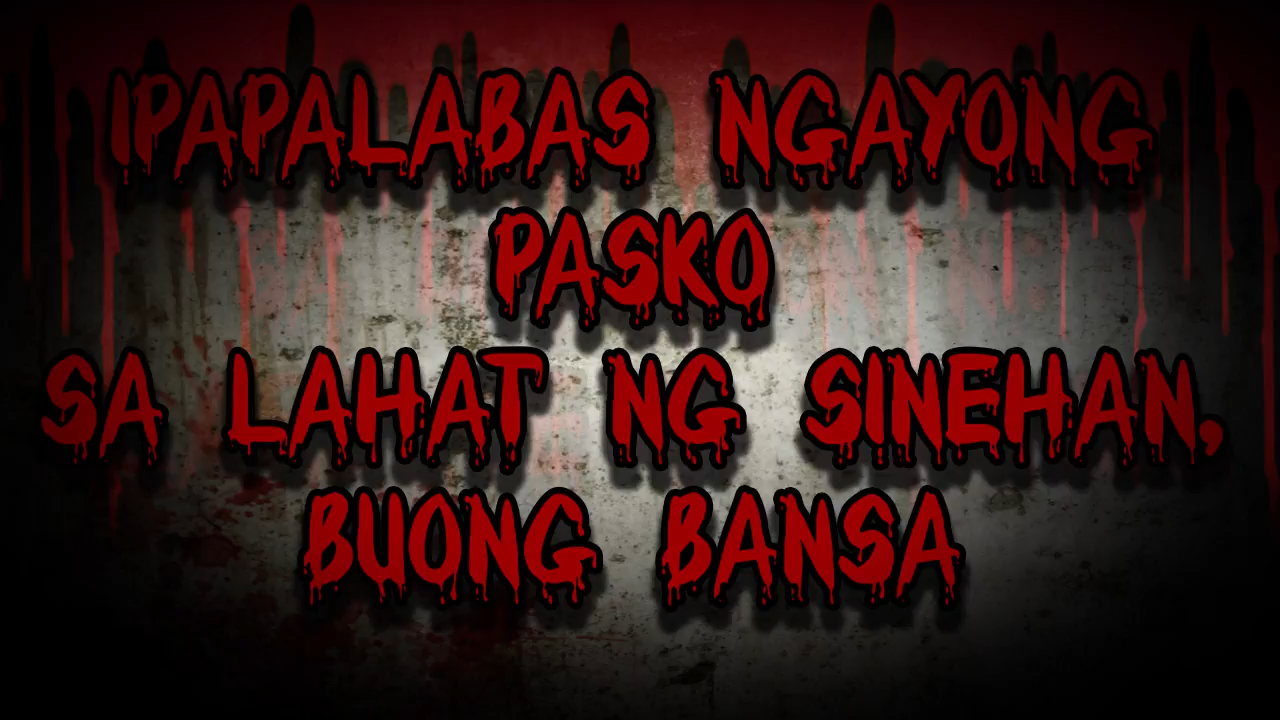 IPAPALABAS NGAYONG
PASKO
SA LAHAT NG SINEHAN,
BUONG BANSA